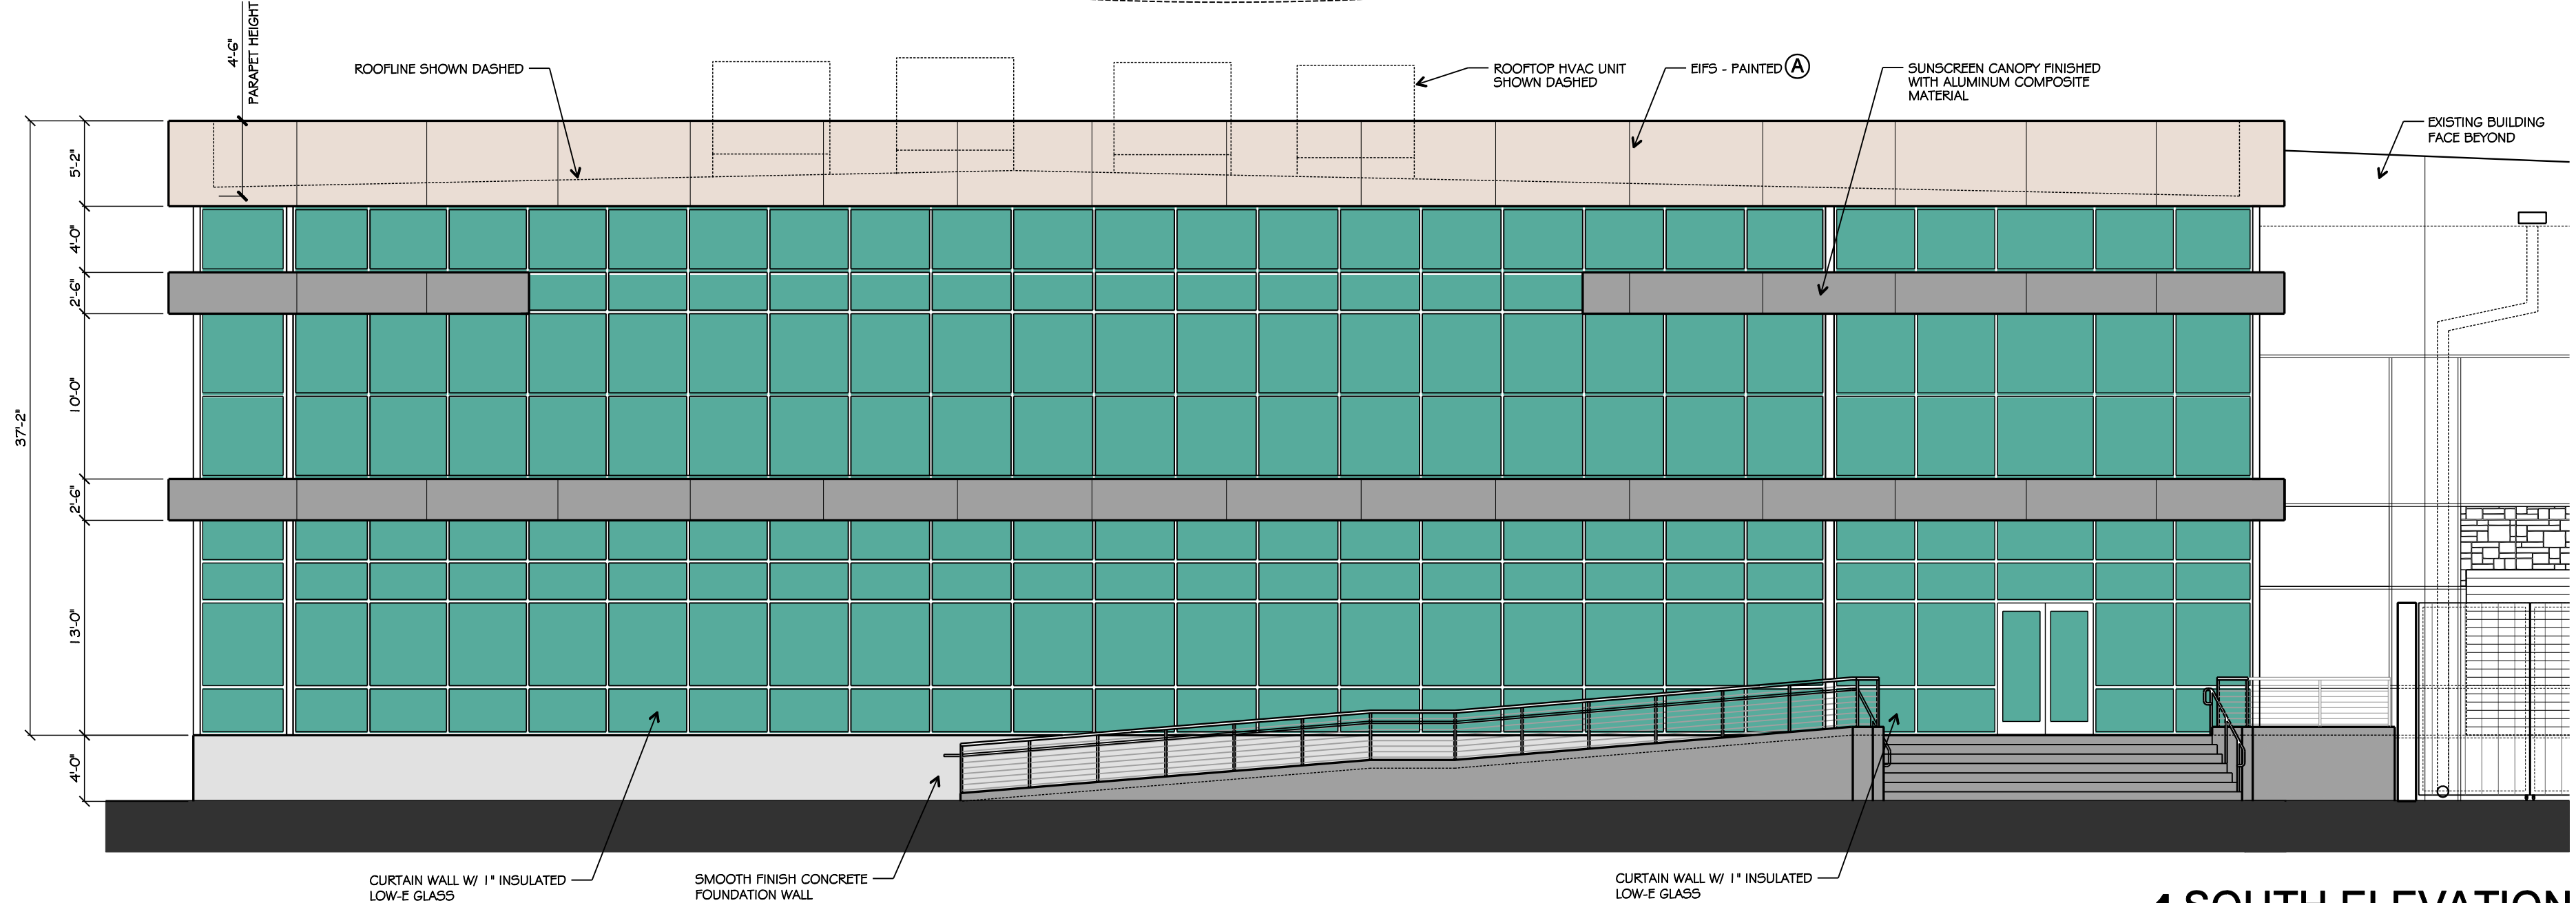 4'-6"
PARAPET HEIGHT
ROOFLINE SHOWN DASHED
ROOFTOP HVAC UNIT
SHOWN DASHED
EIFS - PAINTED A
SUNSCREEN CANOPY FINISHED
WITH ALUMINUM COMPOSITE
MATERIAL
EXISTING BUILDING
FACE BEYOND
5'-2"
4'-0"
2'-6"
10'-0"
37'-2"
2'-6"
13'-0"
4'-0"
CURTAIN WALL W/ 1" INSULATED
LOW-E GLASS
SMOOTH FINISH CONCRETE
FOUNDATION WALL
CURTAIN WALL W/ 1" INSULATED
LOW-E GLASS
SOUTH ELEVATION